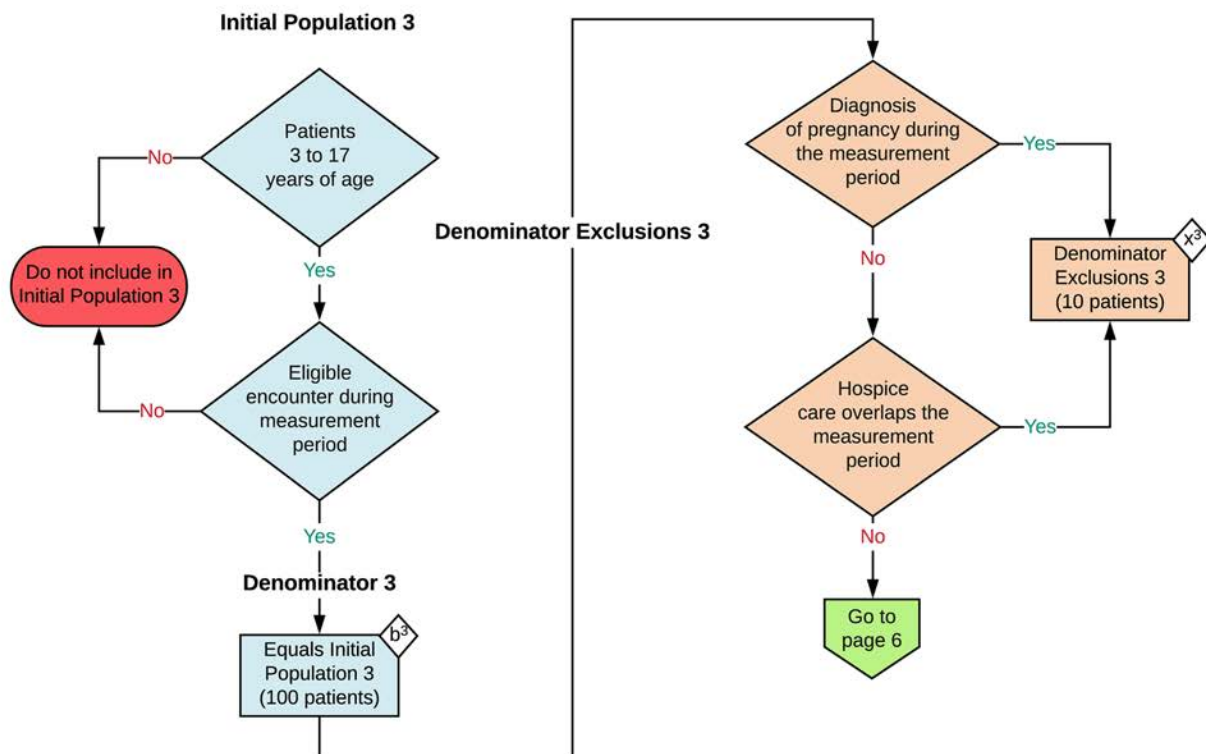 Initial Population 3
Patients
3 to 17
years of age
No
Yes
Do not include in
Initial Population 3
Eligible
encounter during
measurement
period
No
Yes
Denominator 3
Equals Initial
Population 3
(100 patients)
b³
Denominator Exclusions 3
Diagnosis
of pregnancy during
the measurement
period
Yes
No
Denominator
Exclusions 3
(10 patients)
x³
Hospice
care overlaps the
measurement
period
Yes
No
Go to
page 6